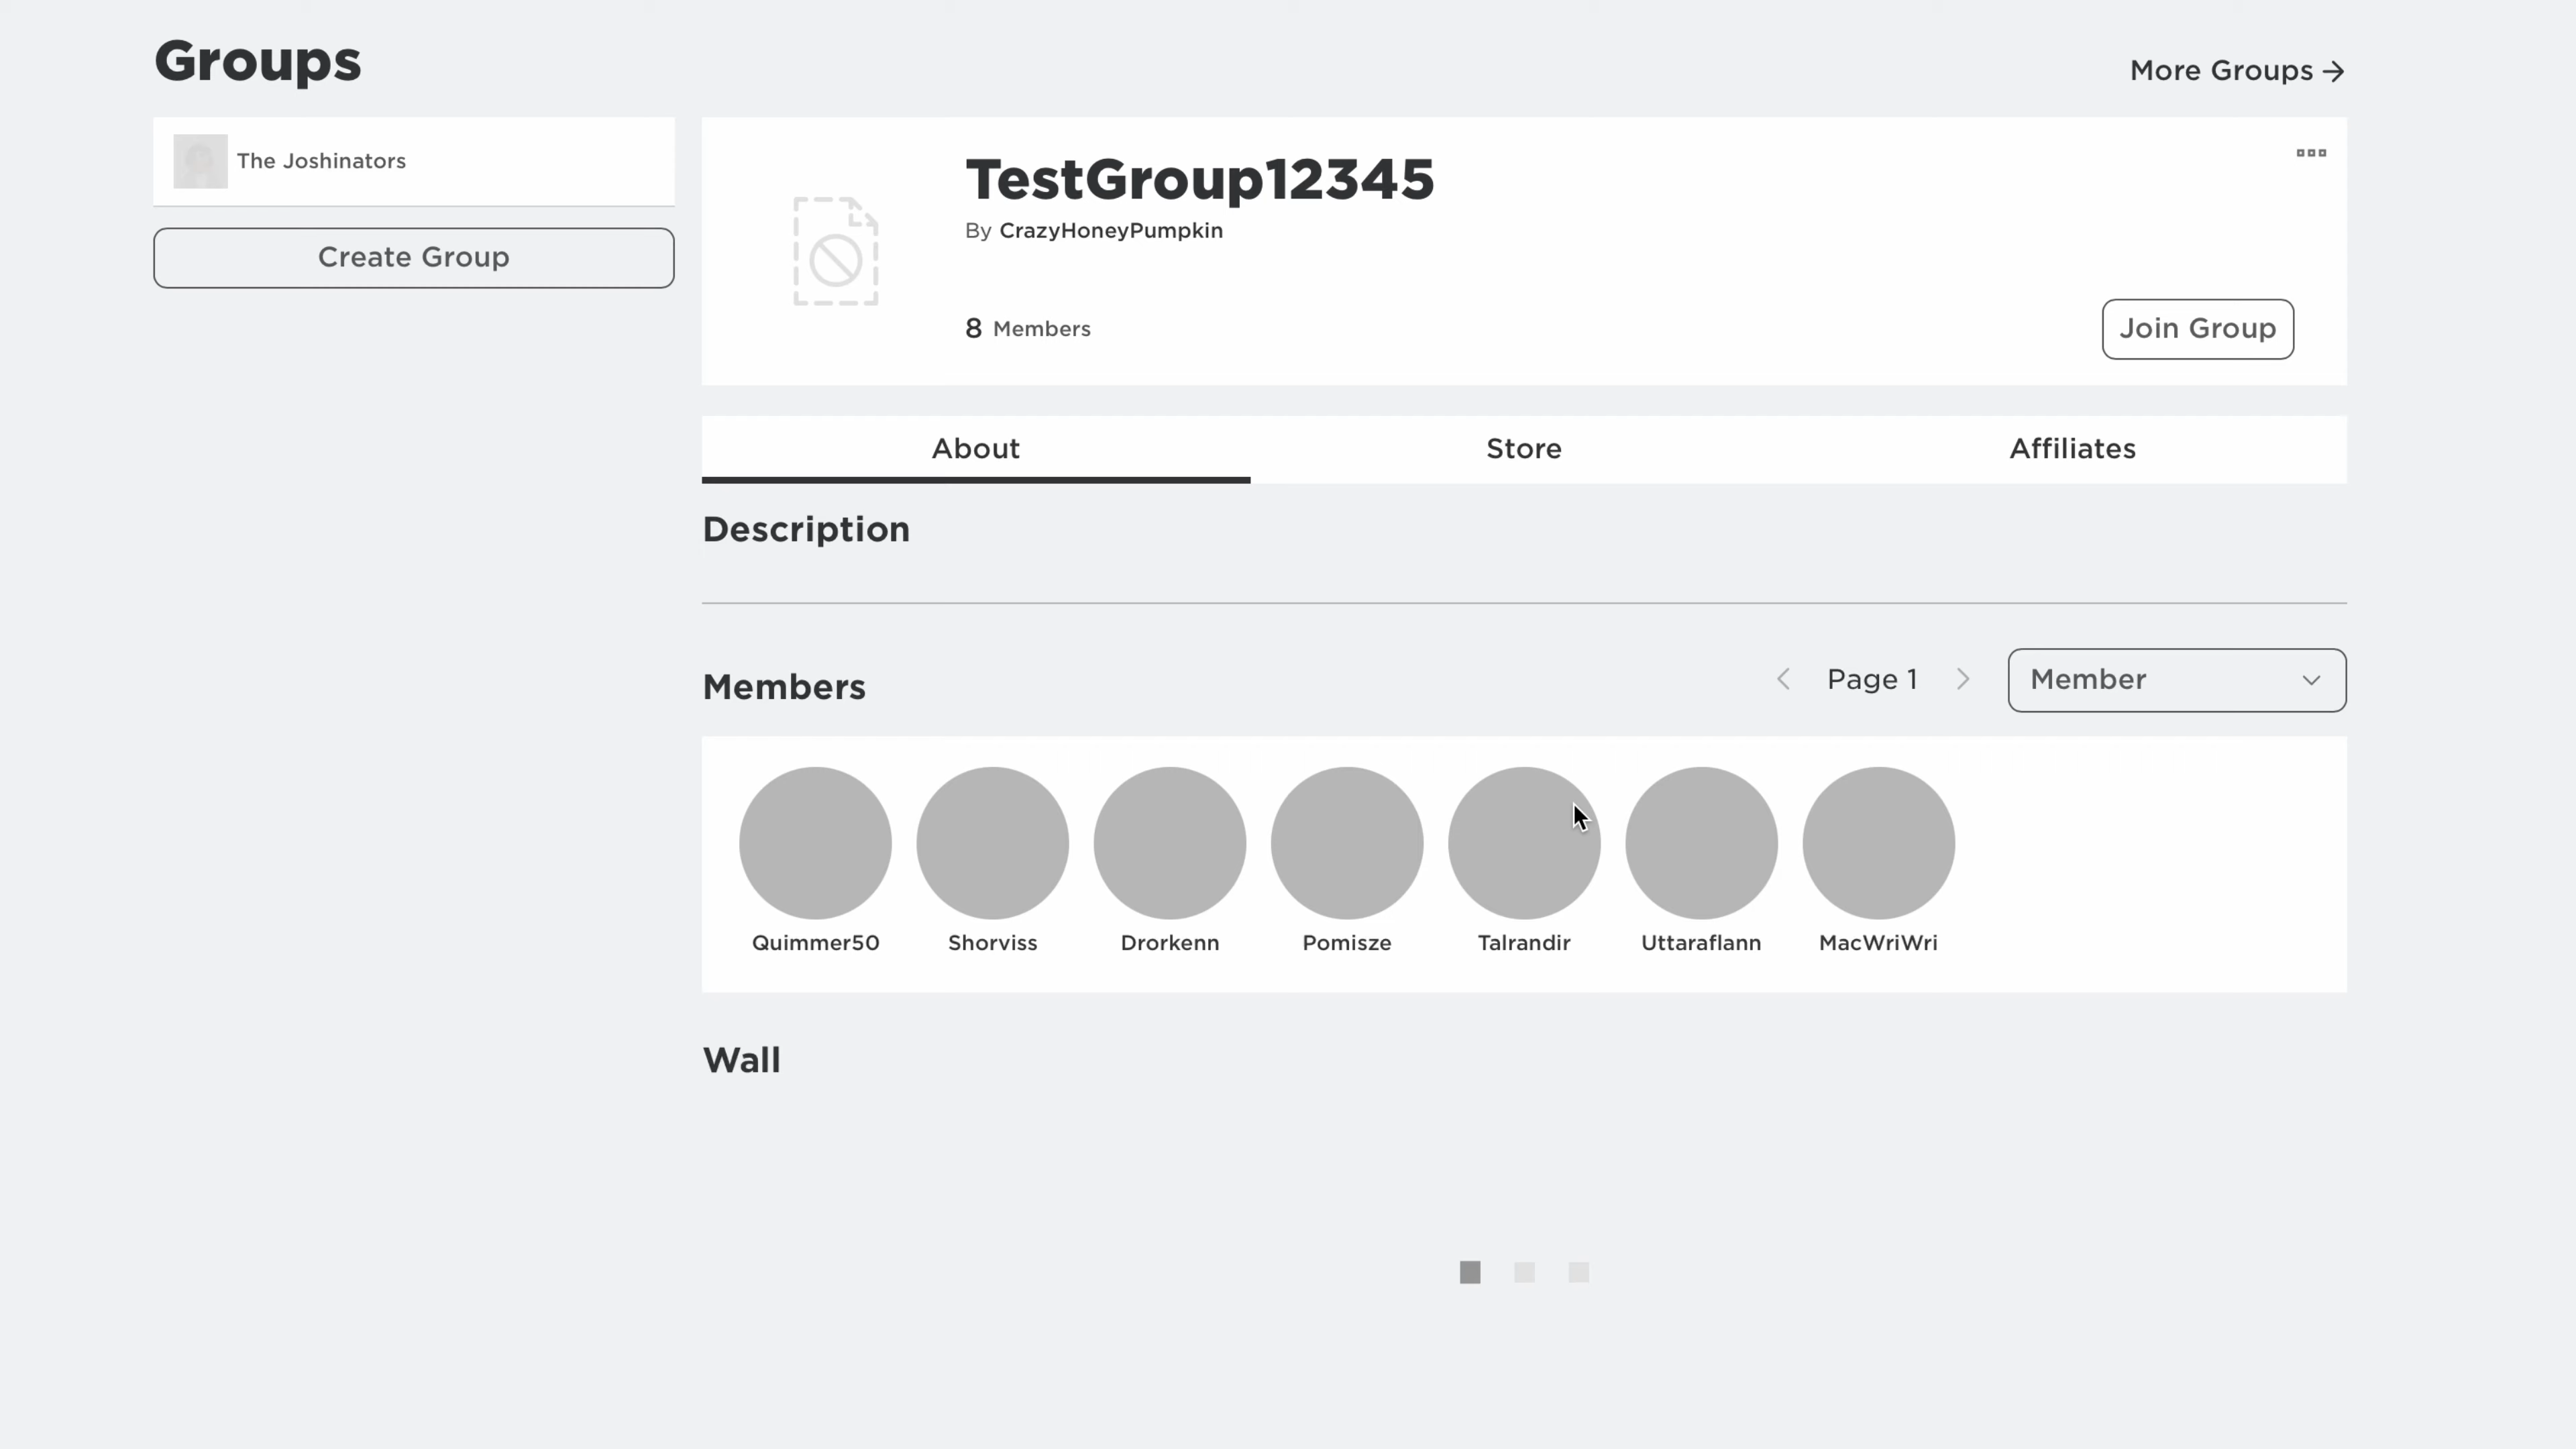 Groups
More Groups →
The Joshinators
Create Group
TestGroup12345
By CrazyHoneyPumpkin
8 Members
Join Group
About
Store
Affiliates
Description
Members
Page 1
Member
Quimmer50
Shorviss
Drorkenn
Pomisze
Talrandir
Uttaraflann
MacWriWri
Wall